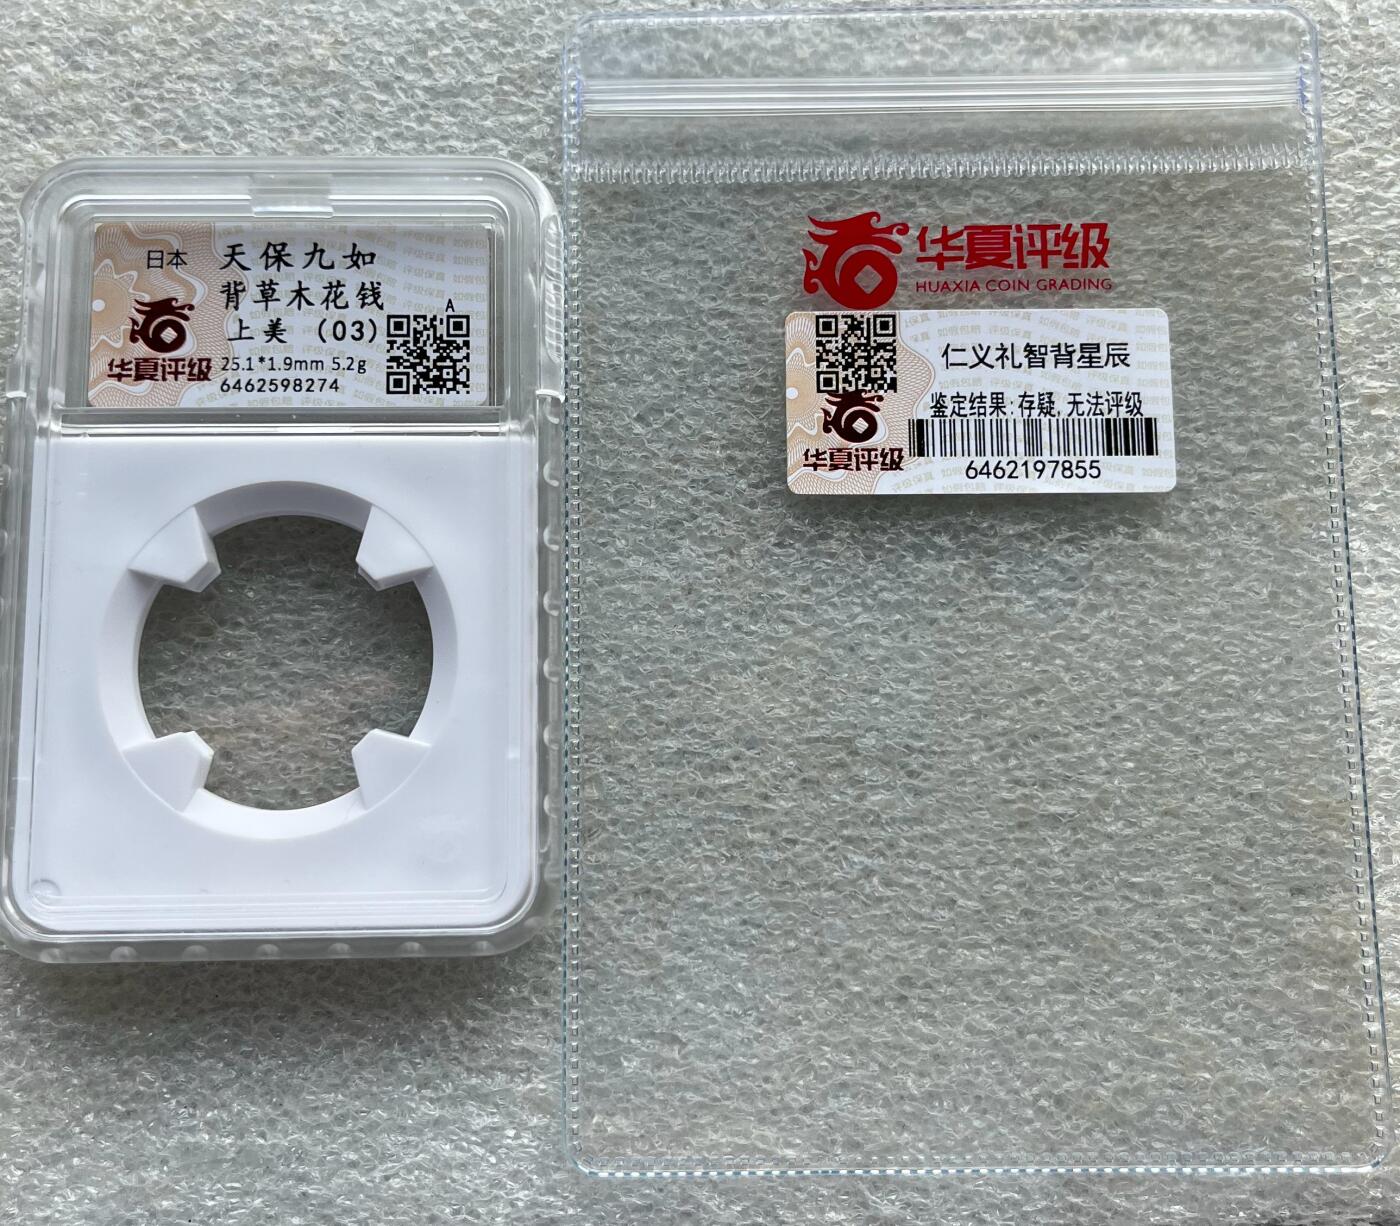 日本 天保九如
背草木花钱
上美 (03)
A
华夏评级 25.1*1.9mm 5.2g
6462598274
华夏评级
HUAXIA COIN GRADING
仁义礼智背星辰
鉴定结果:存疑,无法评级
华夏评级
6462197855